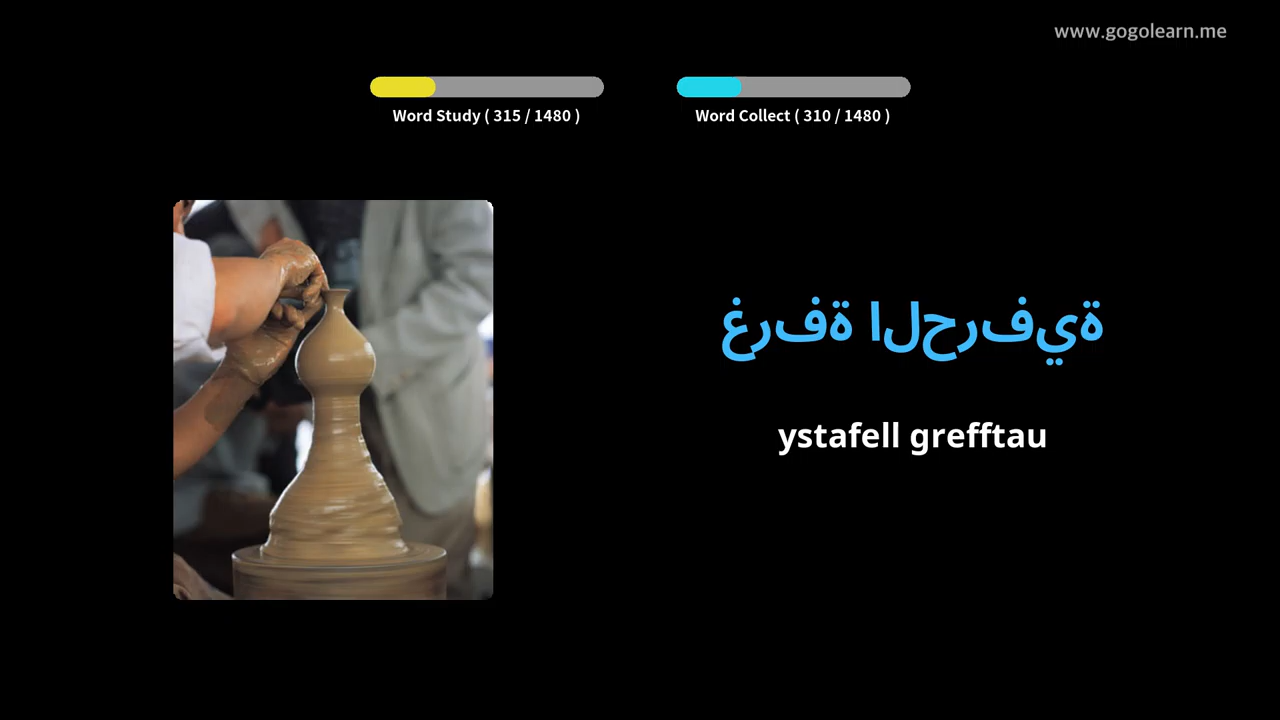 www.gogolearn.me
Word Study ( 315 / 1480 )
Word Collect ( 310 / 1480 )
غرفة الحرفية
ystafell grefftau